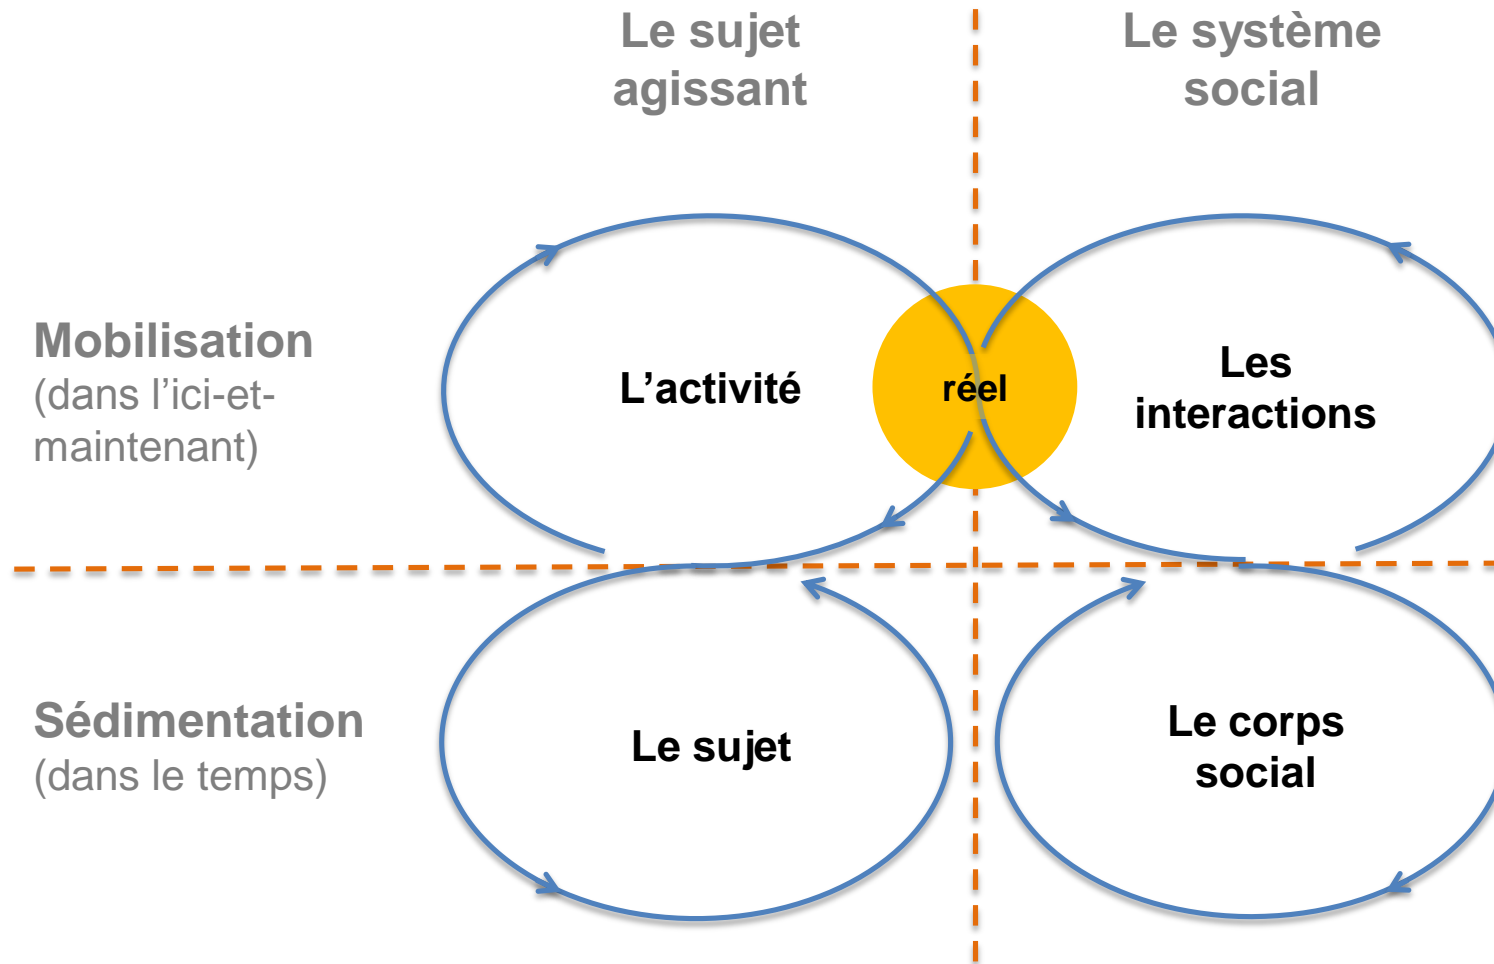 Le sujet
agissant
Le système
social
Mobilisation
(dans l’ici-et-
maintenant)
L’activité
réel
Les
interactions
Sédimentation
(dans le temps)
Le sujet
Le corps
social